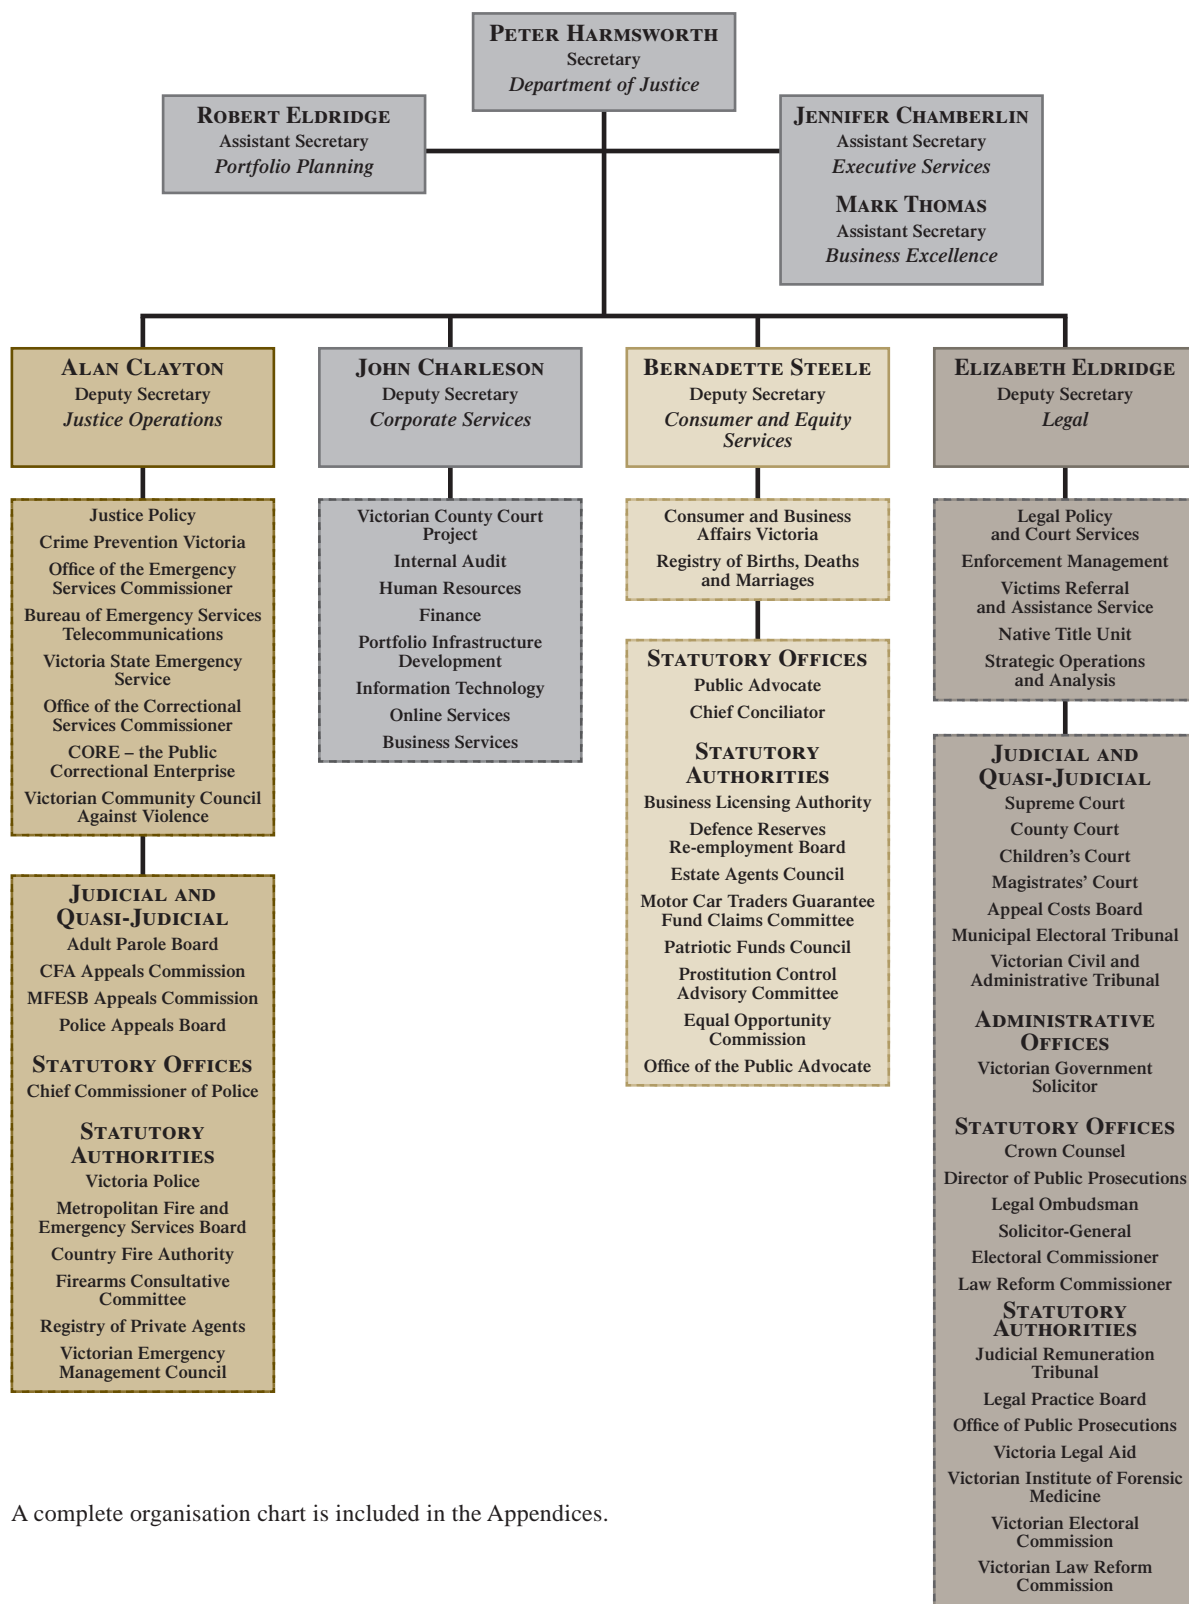 PETER HARMSWORTH
Secretary
Department of Justice
ROBERT ELDRIDGE
Assistant Secretary
Portfolio Planning
JENNIFER CHAMBERLIN
Assistant Secretary
Executive Services
MARK THOMAS
Assistant Secretary
Business Excellence
ALAN CLAYTON
Deputy Secretary
Justice Operations
JOHN CHARLESON
Deputy Secretary
Corporate Services
BERNADETTE STEELE
Deputy Secretary
Consumer and Equity
Services
ELIZABETH ELDRIDGE
Deputy Secretary
Legal
Justice Policy
Crime Prevention Victoria
Office of the Emergency
Services Commissioner
Bureau of Emergency Services
Telecommunications
Victoria State Emergency
Service
Office of the Correctional
Services Commissioner
CORE – the Public
Correctional Enterprise
Victorian Community Council
Against Violence
JUDICIAL AND
QUASI-JUDICIAL
Adult Parole Board
CFA Appeals Commission
MFESB Appeals Commission
Police Appeals Board
STATUTORY OFFICES
Chief Commissioner of Police
STATUTORY
AUTHORITIES
Victoria Police
Metropolitan Fire and
Emergency Services Board
Country Fire Authority
Firearms Consultative
Committee
Registry of Private Agents
Victorian Emergency
Management Council
Victorian County Court
Project
Internal Audit
Human Resources
Finance
Portfolio Infrastructure
Development
Information Technology
Online Services
Business Services
Consumer and Business
Affairs Victoria
Registry of Births, Deaths
and Marriages
STATUTORY OFFICES
Public Advocate
Chief Conciliator
STATUTORY
AUTHORITIES
Business Licensing Authority
Defence Reserves
Re-employment Board
Estate Agents Council
Motor Car Traders Guarantee
Fund Claims Committee
Patriotic Funds Council
Prostitution Control
Advisory Committee
Equal Opportunity
Commission
Office of the Public Advocate
Legal Policy
and Court Services
Enforcement Management
Victims Referral
and Assistance Service
Native Title Unit
Strategic Operations
and Analysis
JUDICIAL AND
QUASI-JUDICIAL
Supreme Court
County Court
Children's Court
Magistrates' Court
Appeal Costs Board
Municipal Electoral Tribunal
Victorian Civil and
Administrative Tribunal
ADMINISTRATIVE
OFFICES
Victorian Government
Solicitor
STATUTORY OFFICES
Crown Counsel
Director of Public Prosecutions
Legal Ombudsman
Solicitor-General
Electoral Commissioner
Law Reform Commissioner
STATUTORY
AUTHORITIES
Judicial Remuneration
Tribunal
Legal Practice Board
Office of Public Prosecutions
Victoria Legal Aid
Victorian Institute of Forensic
Medicine
Victorian Electoral
Commission
Victorian Law Reform
Commission
A complete organisation chart is included in the Appendices.